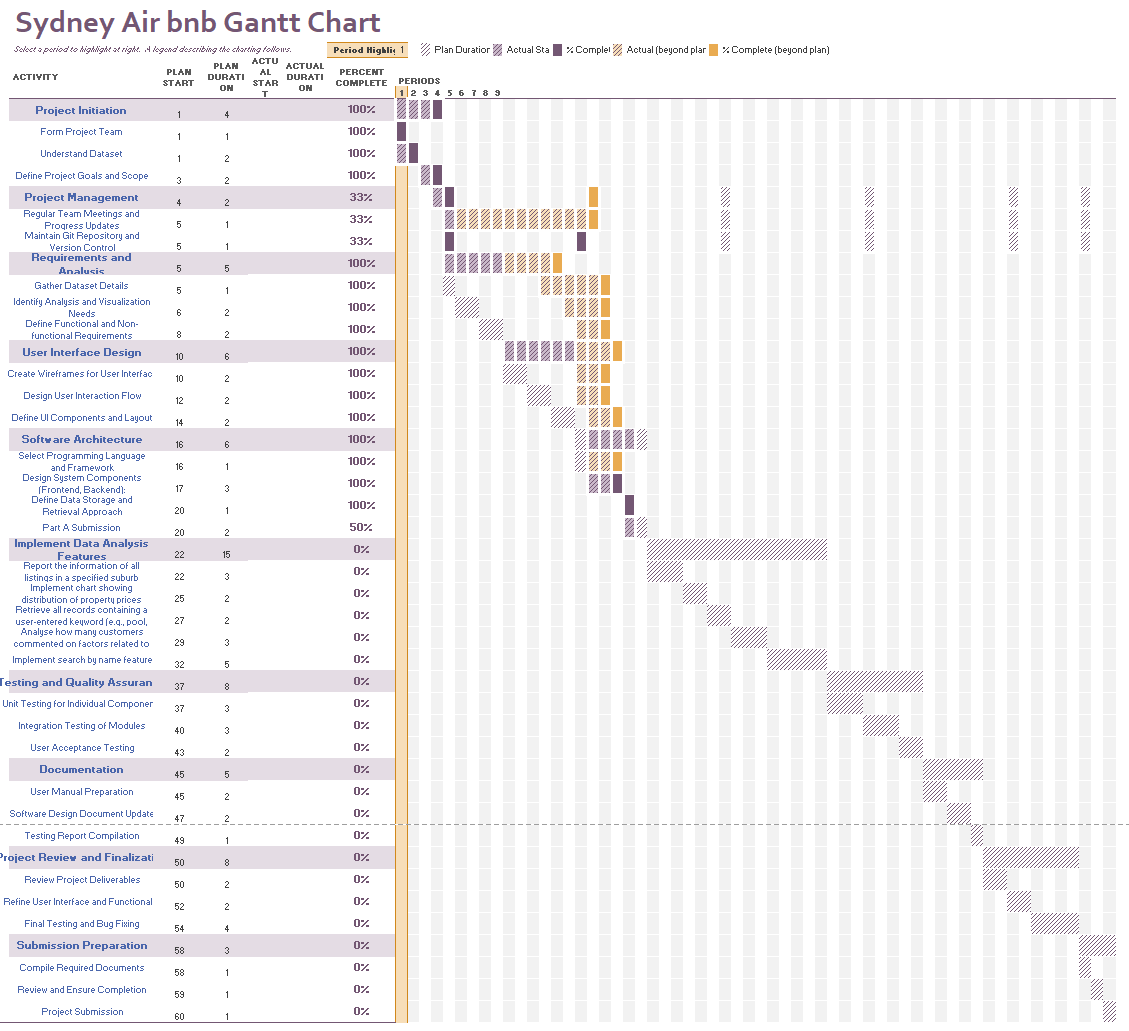 Sydney Air bnb Gantt Chart
Select a period to highlight at right. A legend describing the charting follows.
Period Highlig 1
Plan Duration
Actual Sta
% Complet
Actual (beyond plan
% Complete (beyond plan)
ACTIVITY
PLAN START
PLAN DURATI ON
ACTU AL STAR T
ACTUAL DURATI ON
PERCENT COMPLETE
PERIODS
1 2 3 4 5 6 7 8 9
Project Initiation 1 4 100%
Form Project Team 1 1 100%
Understand Dataset 1 2 100%
Define Project Goals and Scope 3 2 100%
Project Management 4 2 33%
Regular Team Meetings and
Progress Updates 5 1 33%
Maintain Git Repository and
Version Control 5 1 33%
Requirements and
Analysis 5 5 100%
Gather Dataset Details 5 1 100%
Identify Analysis and Visualization
Needs 6 2 100%
Define Functional and Non-
functional Requirements 8 2 100%
User Interface Design 10 6 100%
Create Wireframes for User Interfac 10 2 100%
Design User Interaction Flow 12 2 100%
Define UI Components and Layout 14 2 100%
Software Architecture 16 6 100%
Select Programming Language
and Framework 16 1 100%
Design System Components
(Frontend, Backend): 17 3 100%
Define Data Storage and
Retrieval Approach 20 1 100%
Part A Submission 20 2 50%
Implement Data Analysis
Features 22 15 0%
Report the information of all
listings in a specified suburb 22 3 0%
Implement chart showing
distribution of property prices 25 2 0%
Retrieve all records containing a
user-entered keyword (e.g., pool, 27 2 0%
Analyse how many customers
commented on factors related to 29 3 0%
Implement search by name feature 32 5 0%
Testing and Quality Assuran 37 8 0%
Unit Testing for Individual Componer 37 3 0%
Integration Testing of Modules 40 3 0%
User Acceptance Testing 43 2 0%
Documentation 45 5 0%
User Manual Preparation 45 2 0%
Software Design Document Update 47 2 0%
Testing Report Compilation 49 1 0%
Project Review and Finalizati 50 8 0%
Review Project Deliverables 50 2 0%
Refine User Interface and Functional 52 2 0%
Final Testing and Bug Fixing 54 4 0%
Submission Preparation 58 3 0%
Compile Required Documents 58 1 0%
Review and Ensure Completion 59 1 0%
Project Submission 60 1 0%